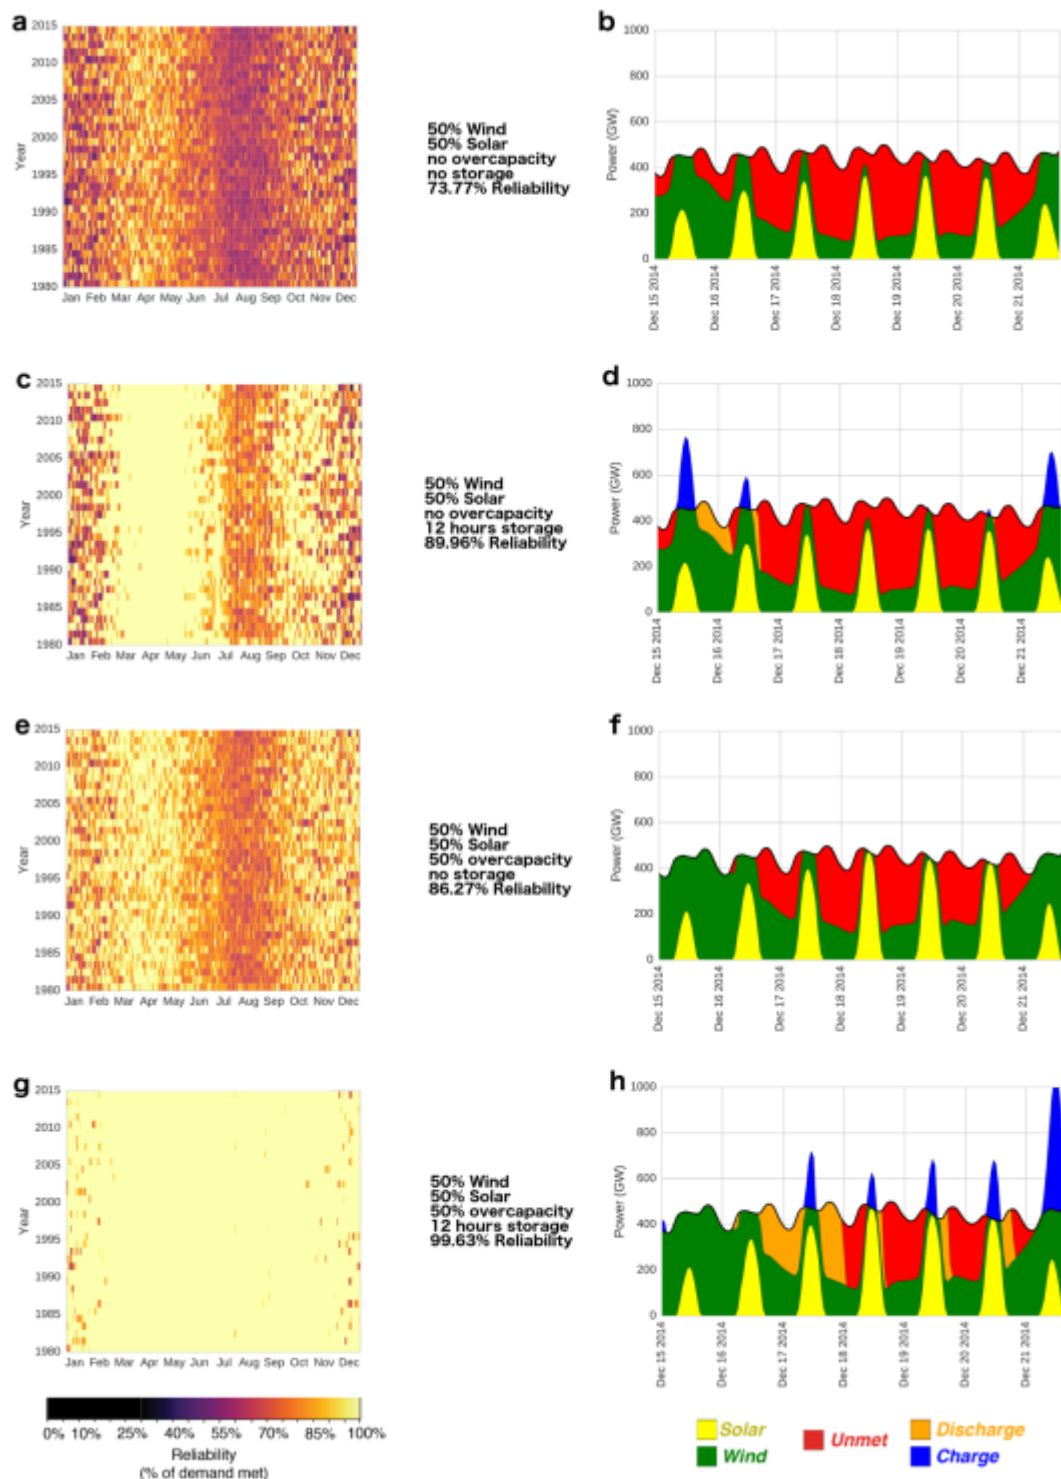 a
2015
2010
2005
2000
1995
1990
1985
1980
Year
Jan Feb Mar Apr May Jun Jul Aug Sep Oct Nov Dec
50% Wind
50% Solar
no overcapacity
no storage
73.77% Reliability
b
1000
800
600
400
200
0
Power (GW)
Dec 15 2014
Dec 16 2014
Dec 17 2014
Dec 18 2014
Dec 19 2014
Dec 20 2014
Dec 21 2014
c
2015
2010
2005
2000
1995
1990
1985
1980
Year
Jan Feb Mar Apr May Jun Jul Aug Sep Oct Nov Dec
50% Wind
50% Solar
no overcapacity
12 hours storage
89.96% Reliability
d
1000
800
600
400
200
0
Power (GW)
Dec 15 2014
Dec 16 2014
Dec 17 2014
Dec 18 2014
Dec 19 2014
Dec 20 2014
Dec 21 2014
e
2015
2010
2005
2000
1995
1990
1985
1980
Year
Jan Feb Mar Apr May Jun Jul Aug Sep Oct Nov Dec
50% Wind
50% Solar
50% overcapacity
no storage
86.27% Reliability
f
1000
800
600
400
200
0
Power (GW)
Dec 15 2014
Dec 16 2014
Dec 17 2014
Dec 18 2014
Dec 19 2014
Dec 20 2014
Dec 21 2014
g
2015
2010
2005
2000
1995
1990
1985
1980
Year
Jan Feb Mar Apr May Jun Jul Aug Sep Oct Nov Dec
50% Wind
50% Solar
50% overcapacity
12 hours storage
99.63% Reliability
h
1000
800
600
400
200
0
Power (GW)
Dec 15 2014
Dec 16 2014
Dec 17 2014
Dec 18 2014
Dec 19 2014
Dec 20 2014
Dec 21 2014
0% 10% 25% 40% 55% 70% 85% 100%
Reliability
(% of demand met)
Solar
Wind
Unmet
Discharge
Charge